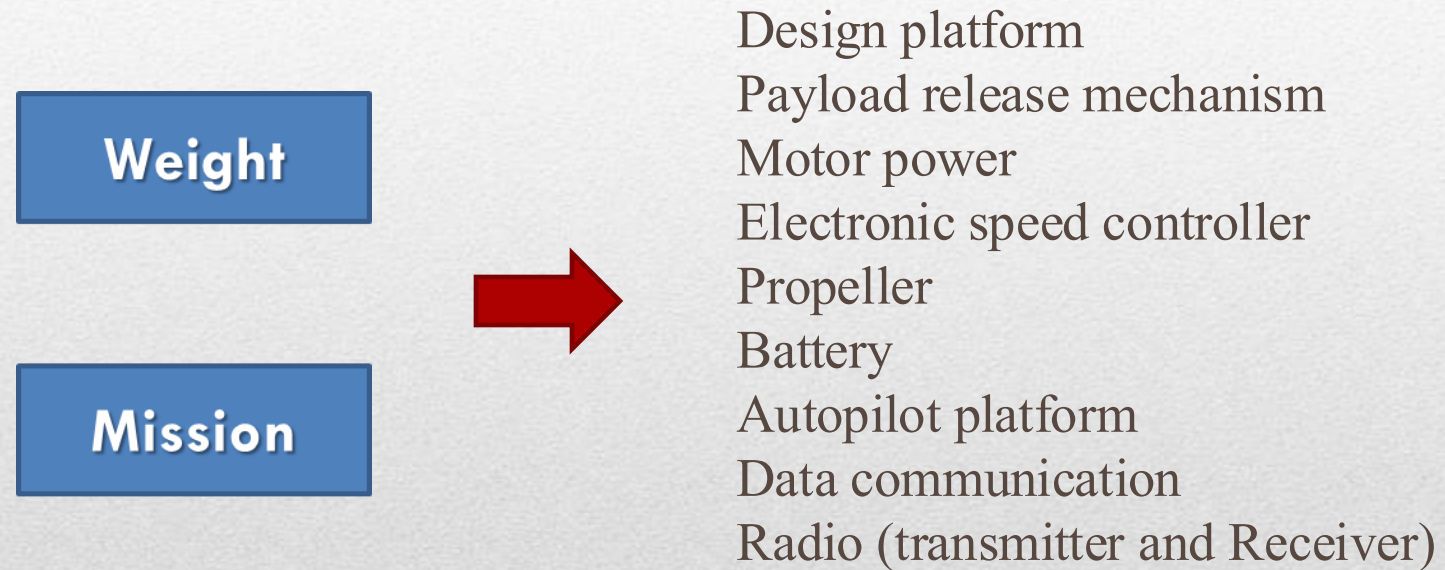 Weight
Mission
Design platform
Payload release mechanism
Motor power
Electronic speed controller
Propeller
Battery
Autopilot platform
Data communication
Radio (transmitter and Receiver)